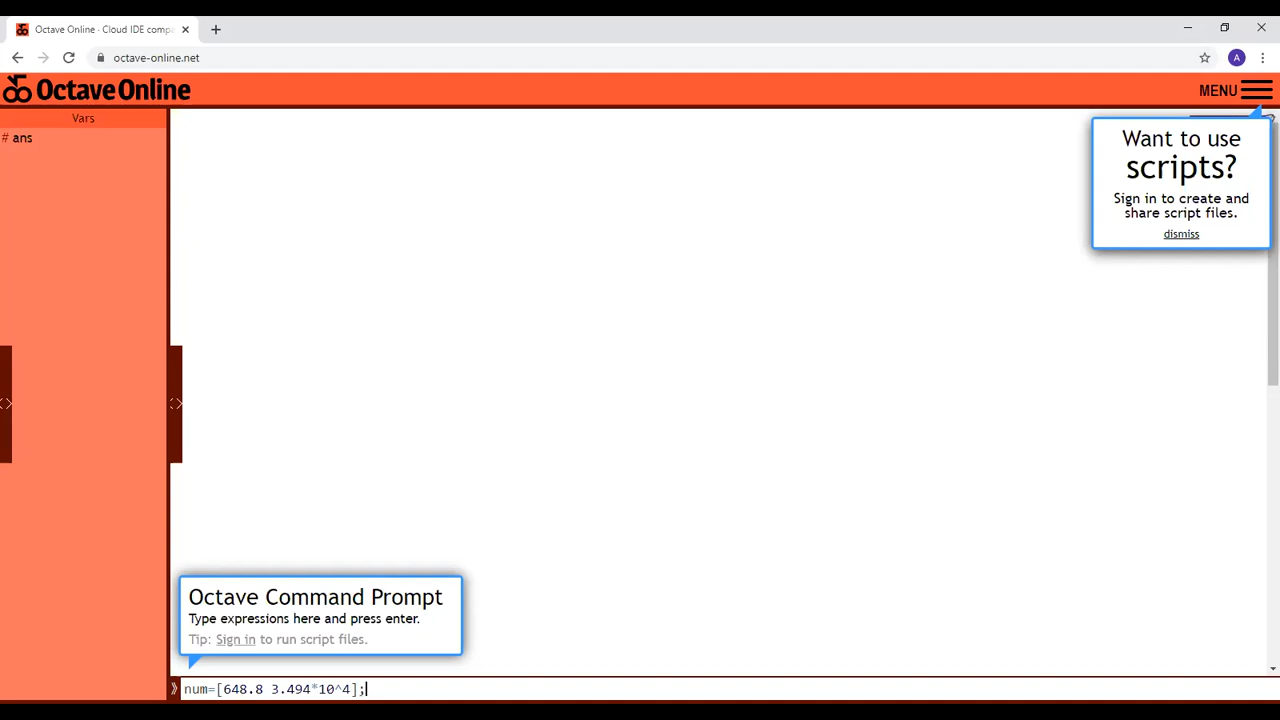 Octave Online · Cloud IDE compa
octave-online.net
A
Octave Online
MENU
Vars
# ans
Want to use
scripts?
Sign in to create and
share script files.
dismiss
Octave Command Prompt
Type expressions here and press enter.
Tip: Sign in to run script files.
num=[648.8 3.494*10^4];